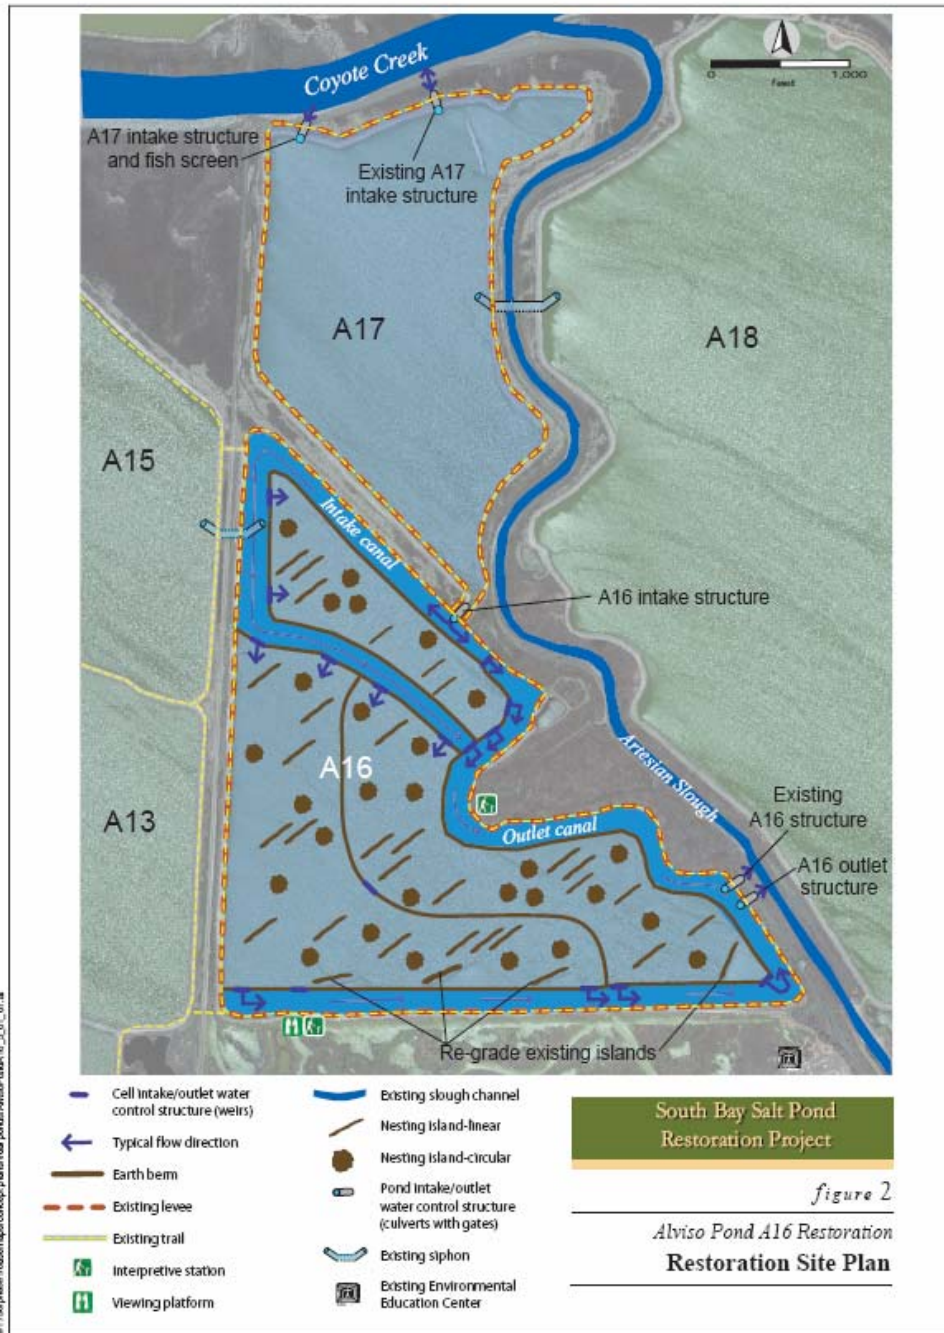 Coyote Creek
0 1,000
Feet
A17 intake structure
and fish screen
Existing A17
intake structure
A17
A18
A15
Intake canal
A16 intake structure
A16
A13
Artesian Slough
Existing
A16 structure
Outlet canal
A16 outlet
structure
Re-grade existing islands
Cell intake/outlet water
control structure (weirs)
Typical flow direction
Earth berm
Existing levee
Existing trail
Interpretive station
Viewing platform
Existing slough channel
Nesting island-linear
Nesting island-circular
Pond intake/outlet
water control structure
(culverts with gates)
Existing siphon
Existing Environmental
Education Center
South Bay Salt Pond
Restoration Project
figure 2
Alviso Pond A16 Restoration
Restoration Site Plan